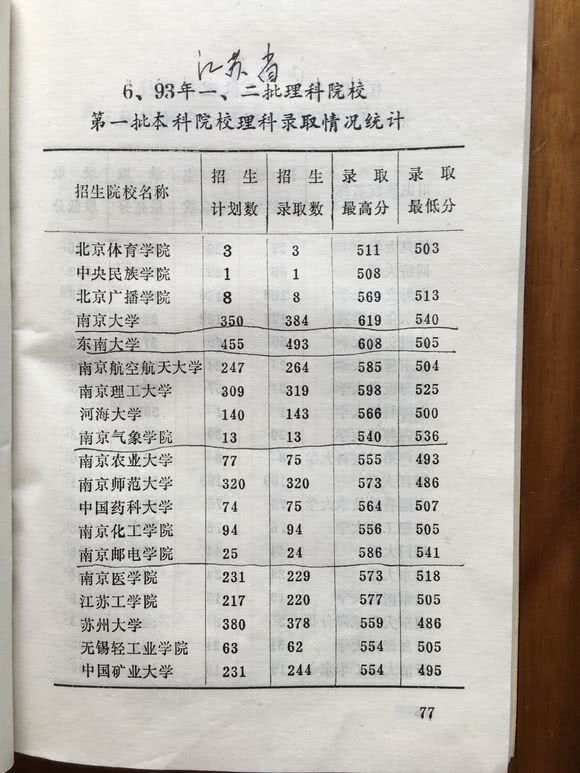 江苏省
6、93年一、二批理科院校
第一批本科院校理科录取情况统计
招生院校名称 招生计划数 招生录取数 录取最高分 录取最低分
北京体育学院 3 3 511 503
中央民族学院 1 1 508
北京广播学院 8 8 569 513
南京大学 350 384 619 540
东南大学 455 493 608 505
南京航空航天大学 247 264 585 504
南京理工大学 309 319 598 525
河海大学 140 143 566 500
南京气象学院 13 13 540 536
南京农业大学 77 75 555 493
南京师范大学 320 320 573 486
中国药科大学 74 75 564 507
南京化工学院 94 94 556 505
南京邮电学院 25 24 586 541
南京医学院 231 229 573 518
江苏工学院 217 220 577 505
苏州大学 380 378 559 486
无锡轻工业学院 63 62 554 505
中国矿业大学 231 244 554 495
77